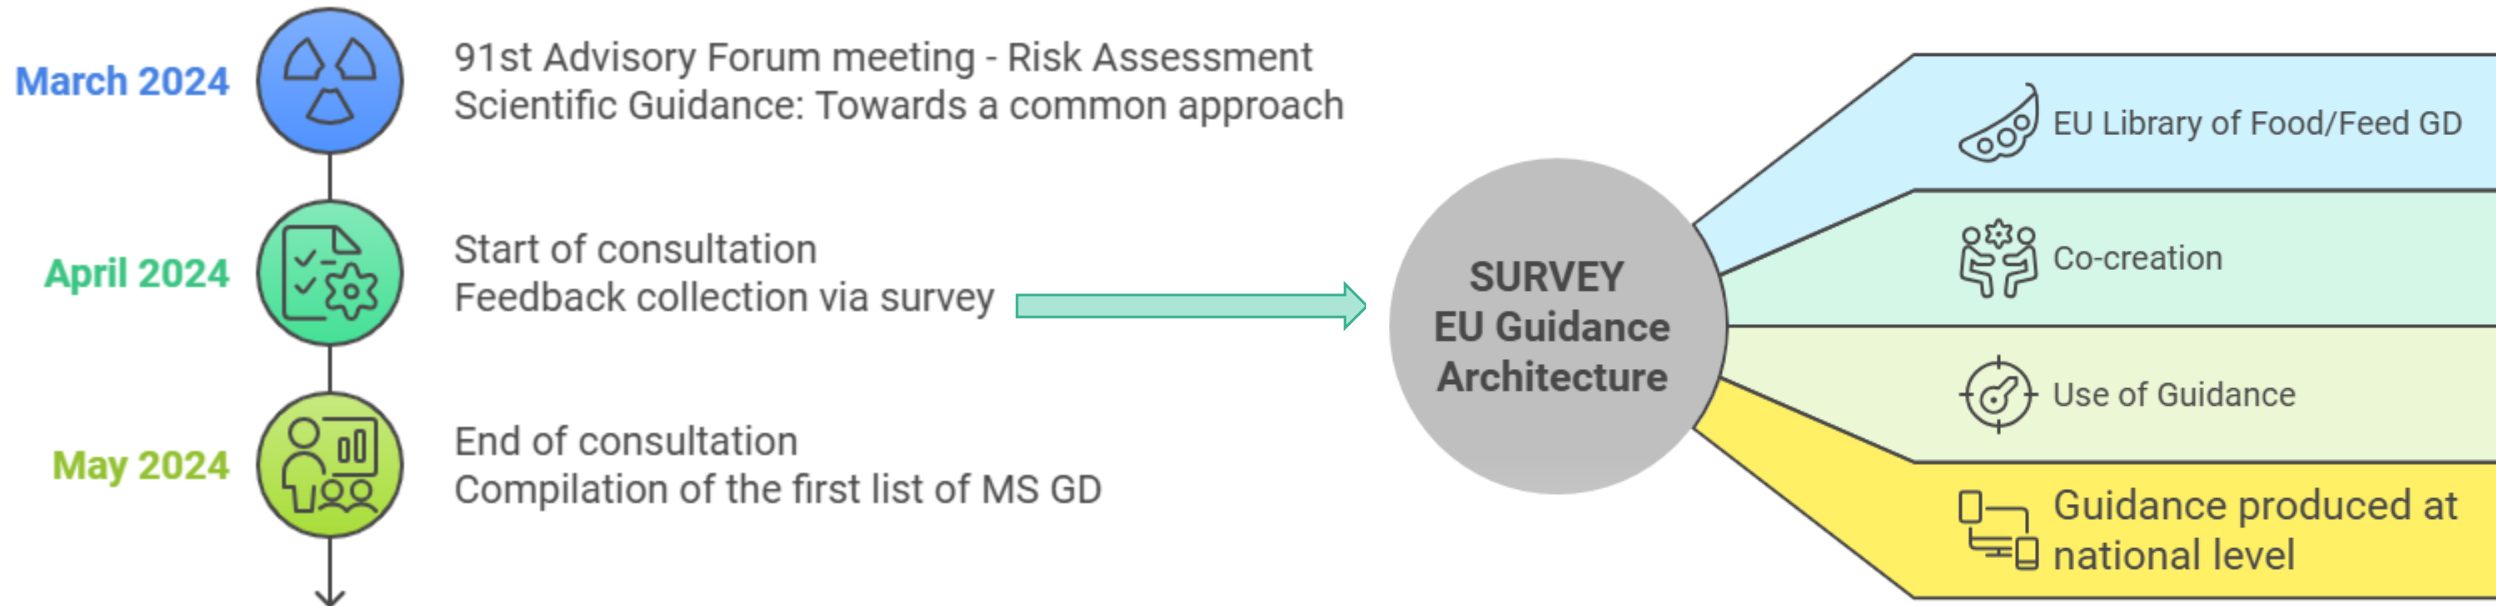 March 2024
91st Advisory Forum meeting - Risk Assessment
Scientific Guidance: Towards a common approach
April 2024
Start of consultation
Feedback collection via survey
May 2024
End of consultation
Compilation of the first list of MS GD
SURVEY
EU Guidance
Architecture
EU Library of Food/Feed GD
Co-creation
Use of Guidance
Guidance produced at
national level